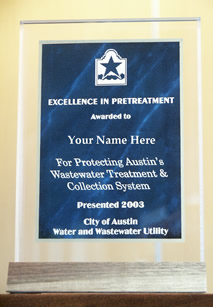 EXCELLENCE IN PRETREATMENT
Awarded to
Your Name Here
For Protecting Austin's
Wastewater Treatment &
Collection System
Presented 2003
City of Austin
Water and Wastewater Utility